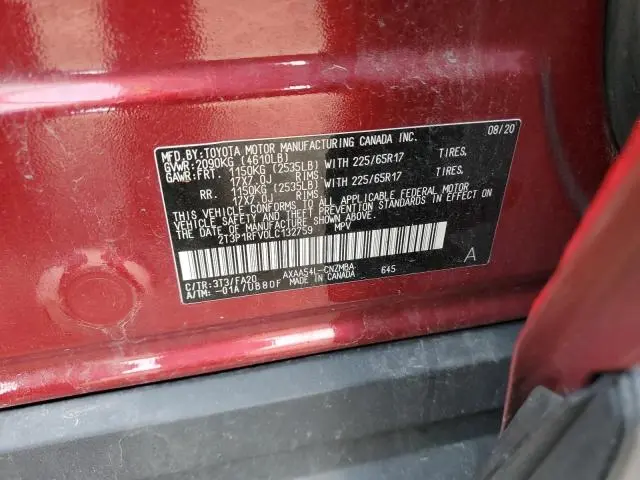 MFD.BY:TOYOTA MOTOR MANUFACTURING CANADA INC. 08/20
GVWR:2090KG (4610LB)
GAWR:FRT. 1150KG (2535LB) WITH 225/65R17 TIRES,
17X7.0J RIMS,
RR. 1150KG (2535LB) WITH 225/65R17 TIRES,
17X7.0J RIMS,
THIS VEHICLE CONFORMS TO ALL APPLICABLE FEDERAL MOTOR
VEHICLE SAFETY AND THEFT PREVENTION STANDARDS IN EFFECT ON
THE DATE OF MANUFACTURE SHOWN ABOVE.
2T3P1RFV0LC132759 MPV
A
C/TR:3T3/FA20 AXAA54L-CNZMBA 645
A/TM:-01A/UB80F MADE IN CANADA